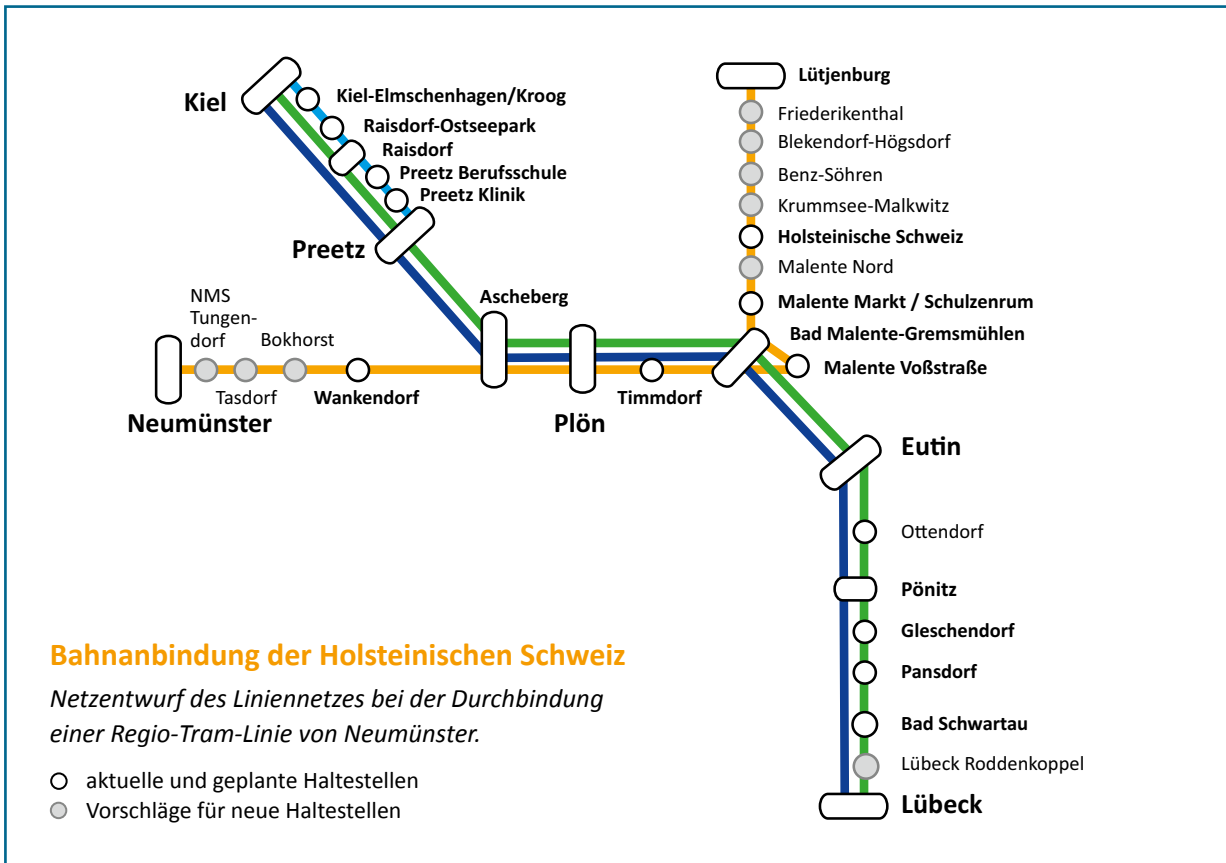 Kiel
Kiel-Elmschenhagen/Kroog
Raisdorf-Ostseepark
Raisdorf
Preetz Berufsschule
Preetz Klinik
Preetz
Lütjenburg
Friederikenthal
Blekendorf-Högsdorf
Benz-Söhren
Krummsee-Malkwitz
Holsteinische Schweiz
Malente Nord
Malente Markt / Schulzenrum
Bad Malente-Gremsmühlen
Malente Voßstraße
Ascheberg
NMS
Tungen-
dorf
Bokhorst
Tasdorf
Wankendorf
Neumünster
Plön
Timmdorf
Eutin
Ottendorf
Pönitz
Gleschendorf
Pansdorf
Bad Schwartau
Lübeck Roddenkoppel
Lübeck
Bahnanbindung der Holsteinischen Schweiz
Netzentwurf des Liniennetzes bei der Durchbindung
einer Regio-Tram-Linie von Neumünster.
aktuelle und geplante Haltestellen
Vorschläge für neue Haltestellen